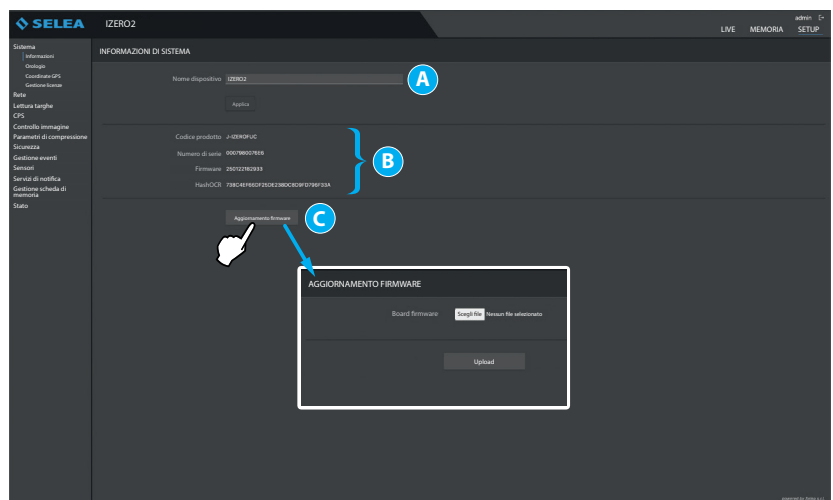 SELEA
IZERO2
admin
LIVE MEMORIA SETUP
Sistema
Informazioni
Orologio
Coordinate GPS
Gestione license
Rete
Lettura targhe
CPS
Controllo immagine
Parametri di compressione
Sicurezza
Gestione eventi
Sensori
Servizi di notifica
Gestione scheda di
memoria
Stato
INFORMAZIONI DI SISTEMA
Nome dispositivo IZERO2
A
Applica
Codice prodotto J-IZEROFIJC
Numero di serie 0007980076E6
Firmware 250122182933
B
Aggiornamento firmware
C
AGGIORNAMENTO FIRMWARE
Board firmware Scegli file Nessun file selezionato
Upload